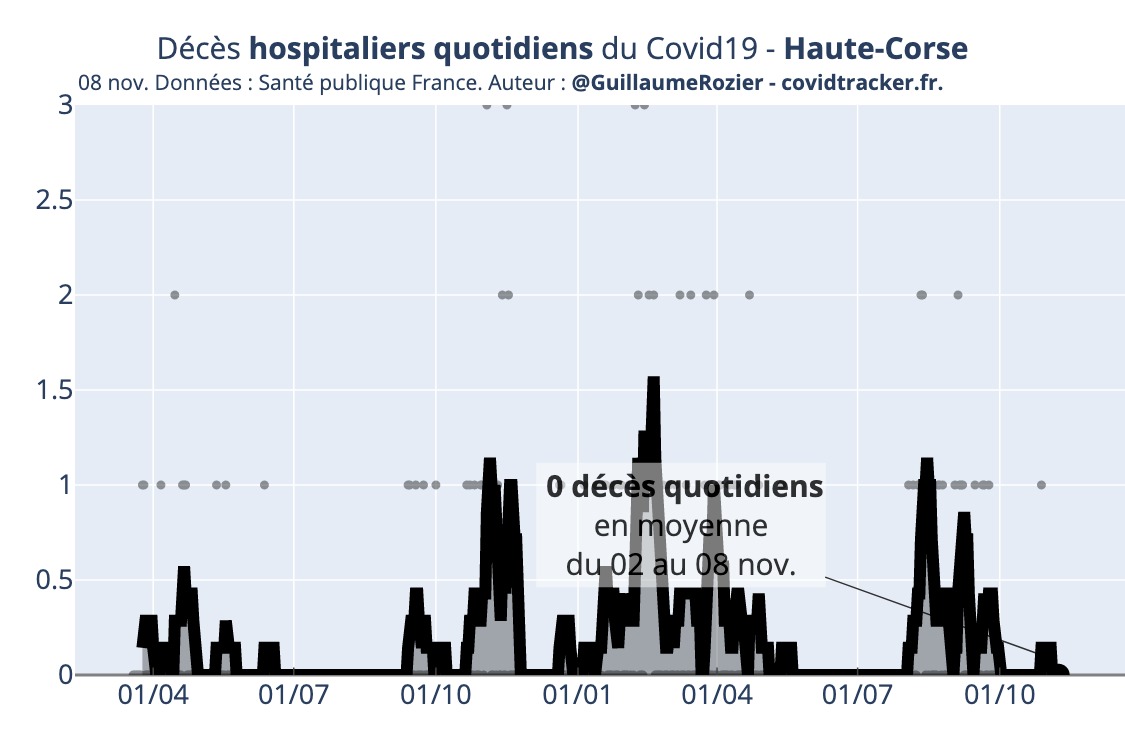 Décès hospitaliers quotidiens du Covid19 - Haute-Corse
08 nov. Données : Santé publique France. Auteur : @GuillaumeRozier - covidtracker.fr.
3
2.5
2
1.5
1
0 décès quotidiens
en moyenne
du 02 au 08 nov.
0.5
0
01/04 01/07 01/10 01/01 01/04 01/07 01/10